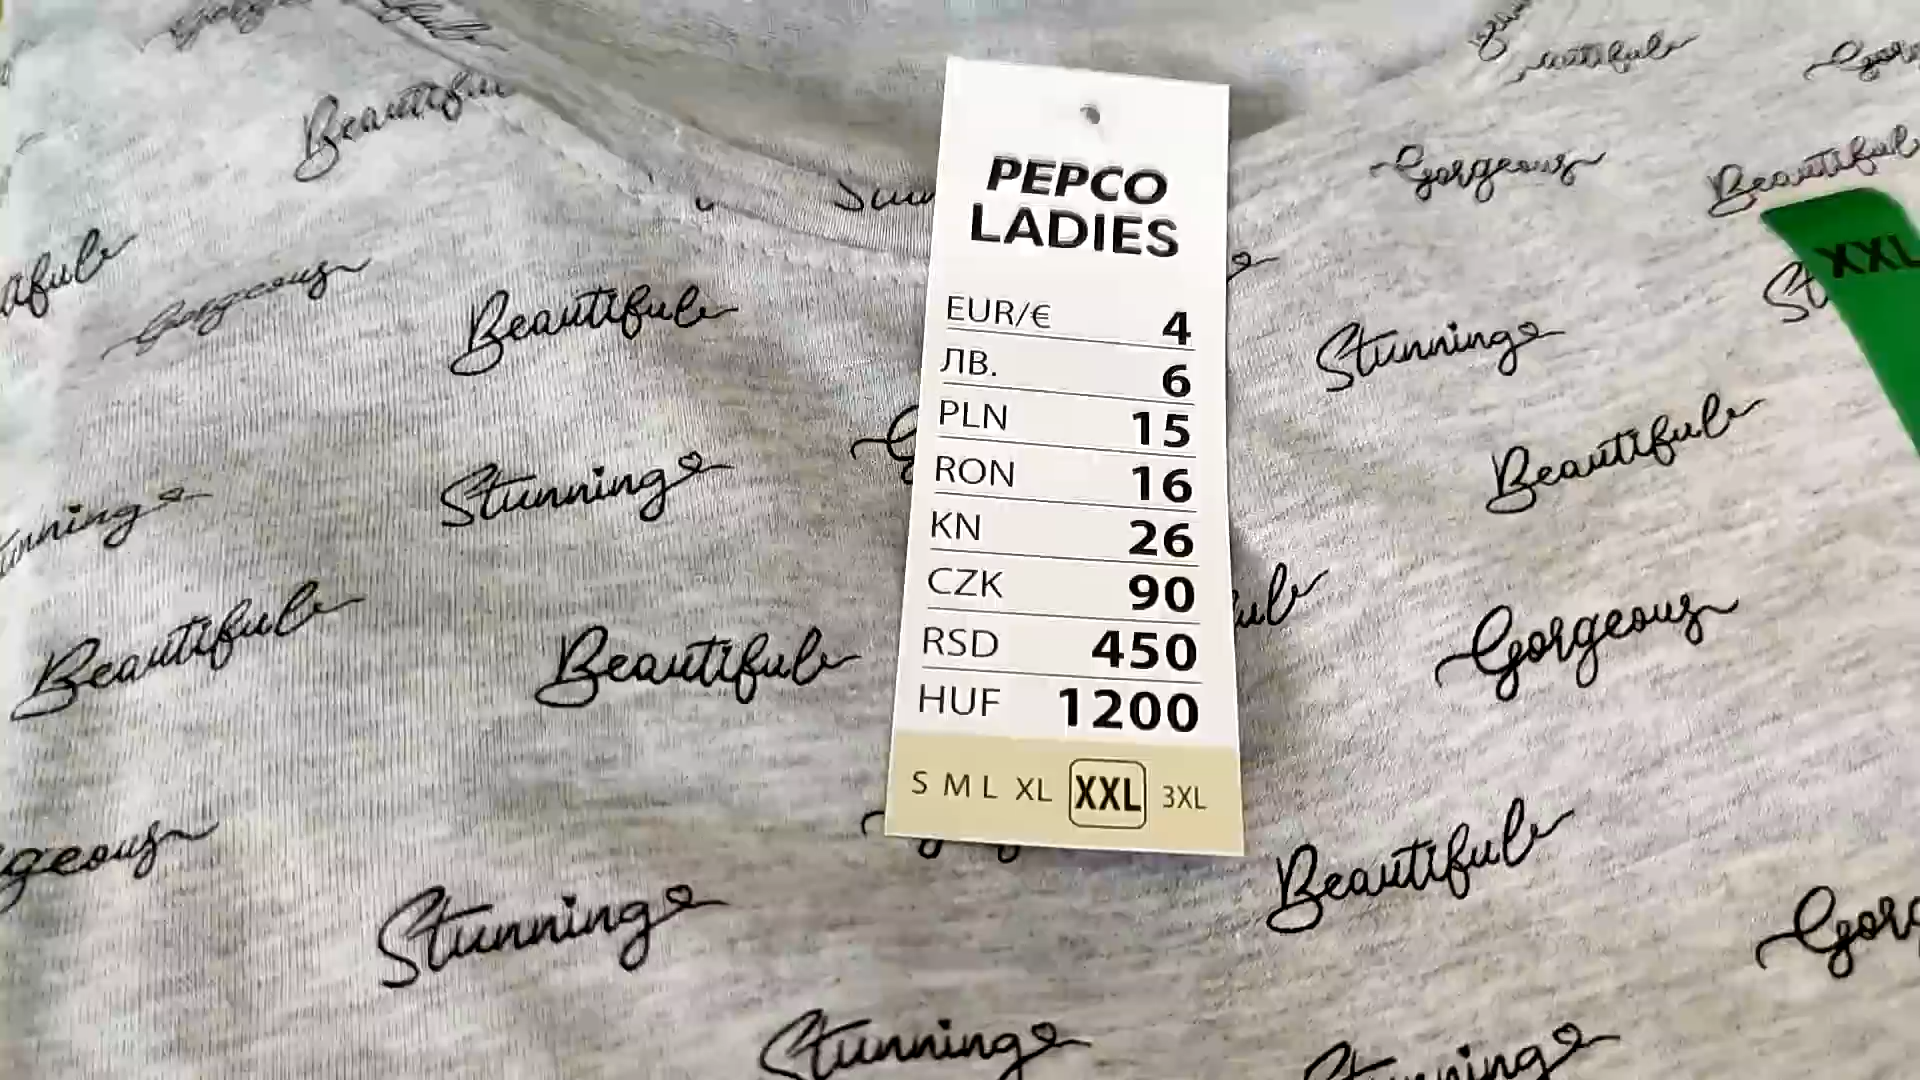 Beautiful
Gorgeous
Beautiful
PEPCO
LADIES
Gorgeous
Beautiful
XXL
EUR/€ 4
ЛВ. 6
PLN 15
RON 16
KN 26
CZK 90
RSD 450
HUF 1200
S M L XL XXL 3XL
Stunning
Stunning
Beautiful
Beautiful
Beautiful
Gorgeous
Stunning
Beautiful
Stunning